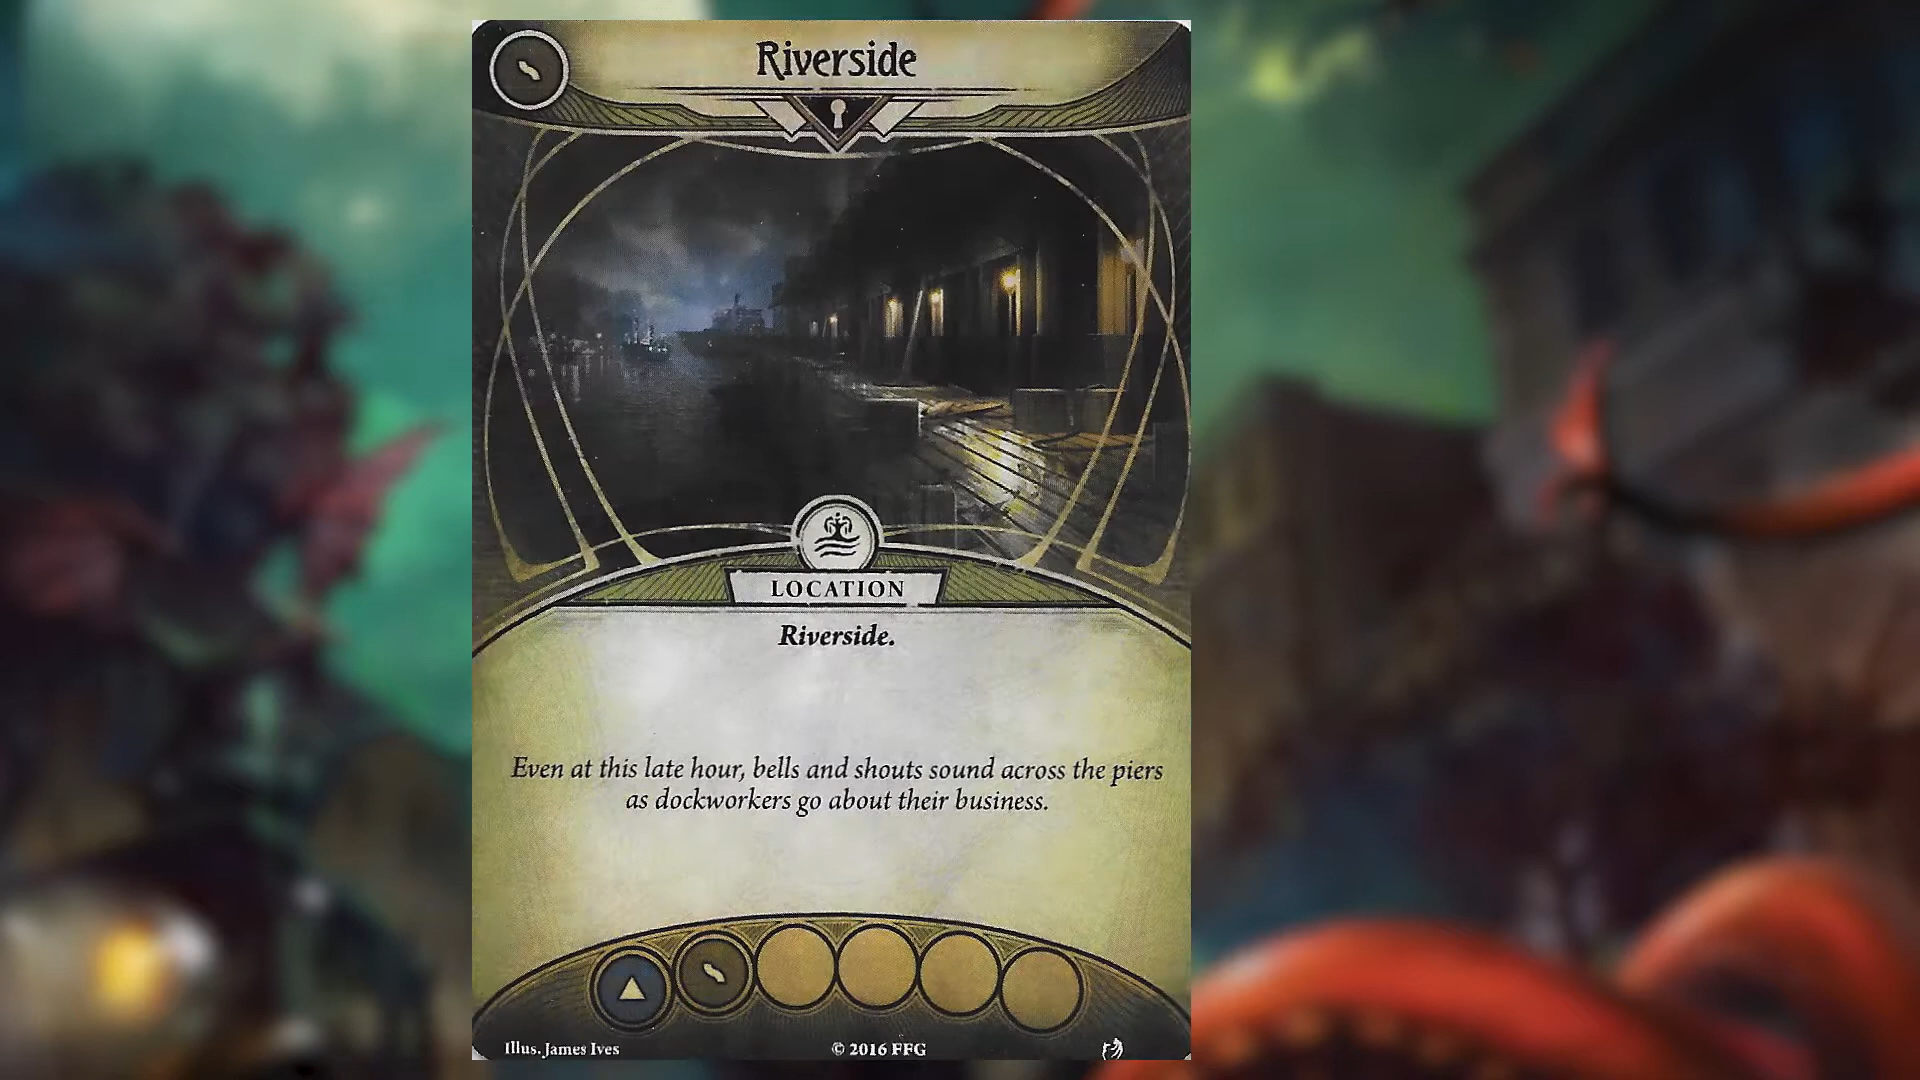 Riverside
LOCATION
Riverside.
Even at this late hour, bells and shouts sound across the piers
as dockworkers go about their business.
Illus. James Ives
© 2016 FFG